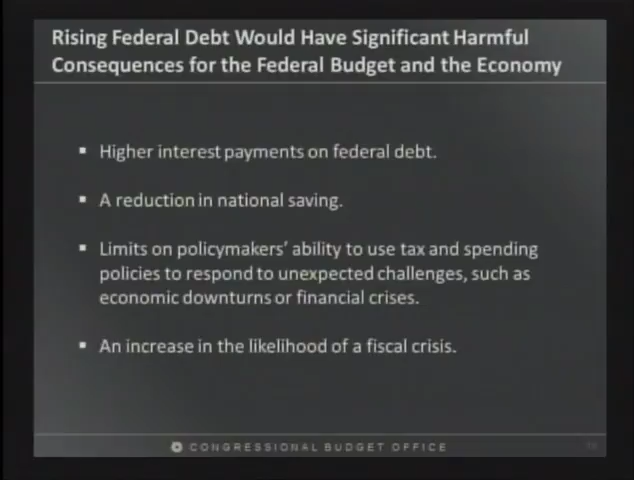 Rising Federal Debt Would Have Significant Harmful
Consequences for the Federal Budget and the Economy
▪ Higher interest payments on federal debt.
▪ A reduction in national saving.
▪ Limits on policymakers' ability to use tax and spending
policies to respond to unexpected challenges, such as
economic downturns or financial crises.
▪ An increase in the likelihood of a fiscal crisis.
CONGRESSIONAL BUDGET OFFICE